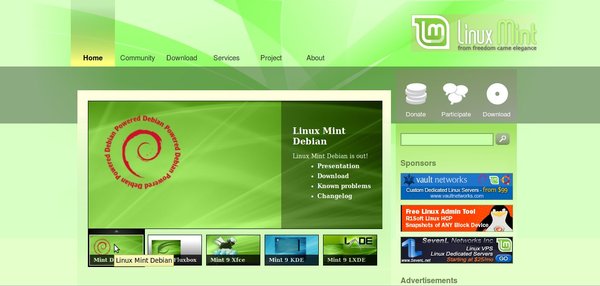 Linux Mint
from freedom came elegance
Home Community Download Services Project About
Donate Participate Download
Powered Debian Powered Debian Powered Debian
Linux Mint
Debian
Linux Mint Debian is out!
Presentation
Download
Known problems
Changelog
Sponsors
vault networks
Custom Dedicated Linux Servers - from $99
www.vaultnetworks.com
Free Linux Admin Tool
R1Soft Linux HCP
Snapshots of ANY Block Device
SevenL Networks Inc
Linux VPS
Linux Dedicated Servers
www.SevenL.net Starting at $25/mo GO
Mint D Fluxbox Mint 9 Xfce Mint 9 KDE Mint 9 LXDE
Linux Mint Debian
Advertisements